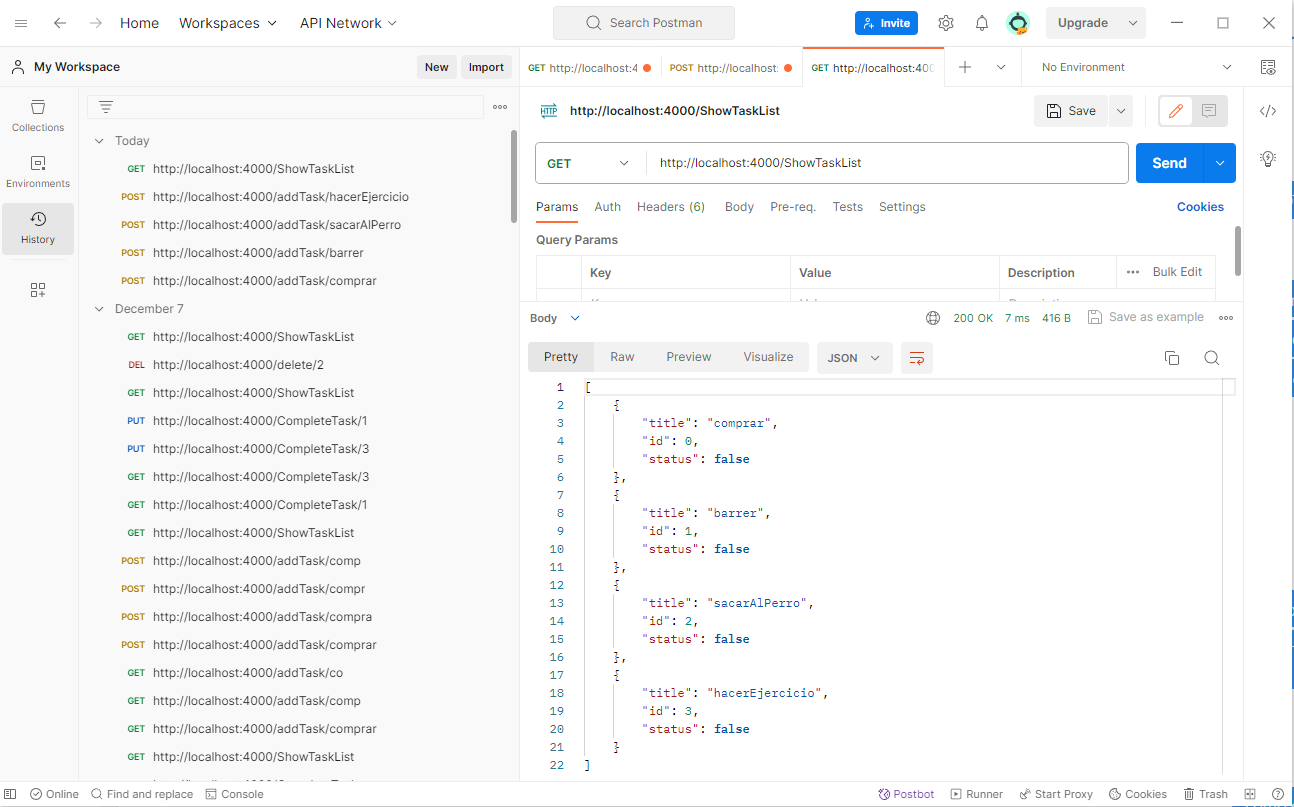 Home Workspaces API Network Search Postman Invite Upgrade
My Workspace New Import
GET http://localhost:4 POST http://localhost: GET http://localhost:400 No Environment
Collections
Environments
History
Today
GET http://localhost:4000/ShowTaskList
POST http://localhost:4000/addTask/hacerEjercicio
POST http://localhost:4000/addTask/sacarAlPerro
POST http://localhost:4000/addTask/barrer
POST http://localhost:4000/addTask/comprar
December 7
GET http://localhost:4000/ShowTaskList
DEL http://localhost:4000/delete/2
GET http://localhost:4000/ShowTaskList
PUT http://localhost:4000/CompleteTask/1
PUT http://localhost:4000/CompleteTask/3
GET http://localhost:4000/CompleteTask/3
GET http://localhost:4000/CompleteTask/1
GET http://localhost:4000/ShowTaskList
POST http://localhost:4000/addTask/comp
POST http://localhost:4000/addTask/compr
POST http://localhost:4000/addTask/compra
POST http://localhost:4000/addTask/comprar
GET http://localhost:4000/addTask/co
GET http://localhost:4000/addTask/comp
GET http://localhost:4000/addTask/comprar
GET http://localhost:4000/ShowTaskList
HTTP http://localhost:4000/ShowTaskList Save
GET http://localhost:4000/ShowTaskList Send
Params Auth Headers (6) Body Pre-req. Tests Settings Cookies
Query Params
Key Value Description Bulk Edit
Body 200 OK 7 ms 416 B Save as example
Pretty Raw Preview Visualize JSON
1 [
2 {
3 "title": "comprar",
4 "id": 0,
5 "status": false
6 },
7 {
8 "title": "barrer",
9 "id": 1,
10 "status": false
11 },
12 {
13 "title": "sacarAlPerro",
14 "id": 2,
15 "status": false
16 },
17 {
18 "title": "hacerEjercicio",
19 "id": 3,
20 "status": false
21 }
22 ]
Online Find and replace Console Postbot Runner Start Proxy Cookies Trash